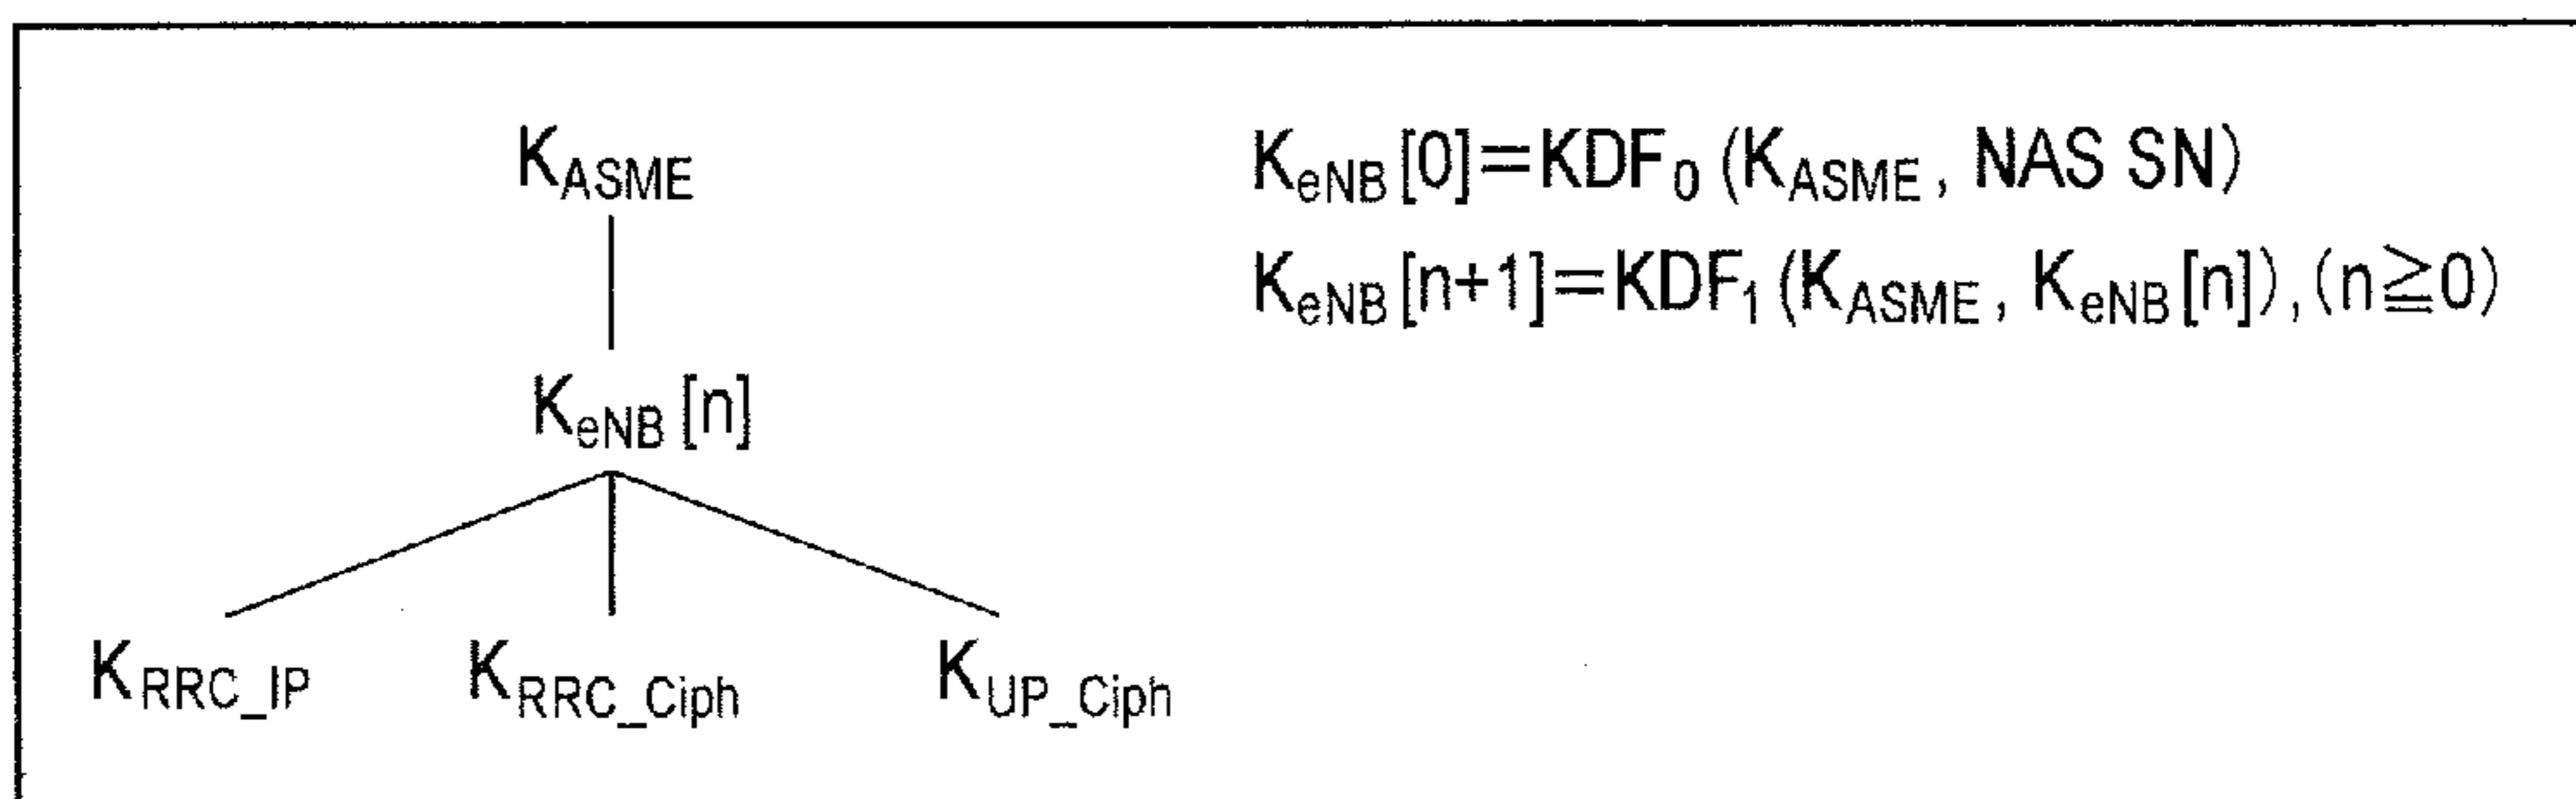 K_ASME
K_eNB[n]
K_RRC_IP K_RRC_Ciph K_UP_Ciph
K_eNB[0]=KDF_0(K_ASME, NAS SN)
K_eNB[n+1]=KDF_1(K_ASME, K_eNB[n]),(n≧0)